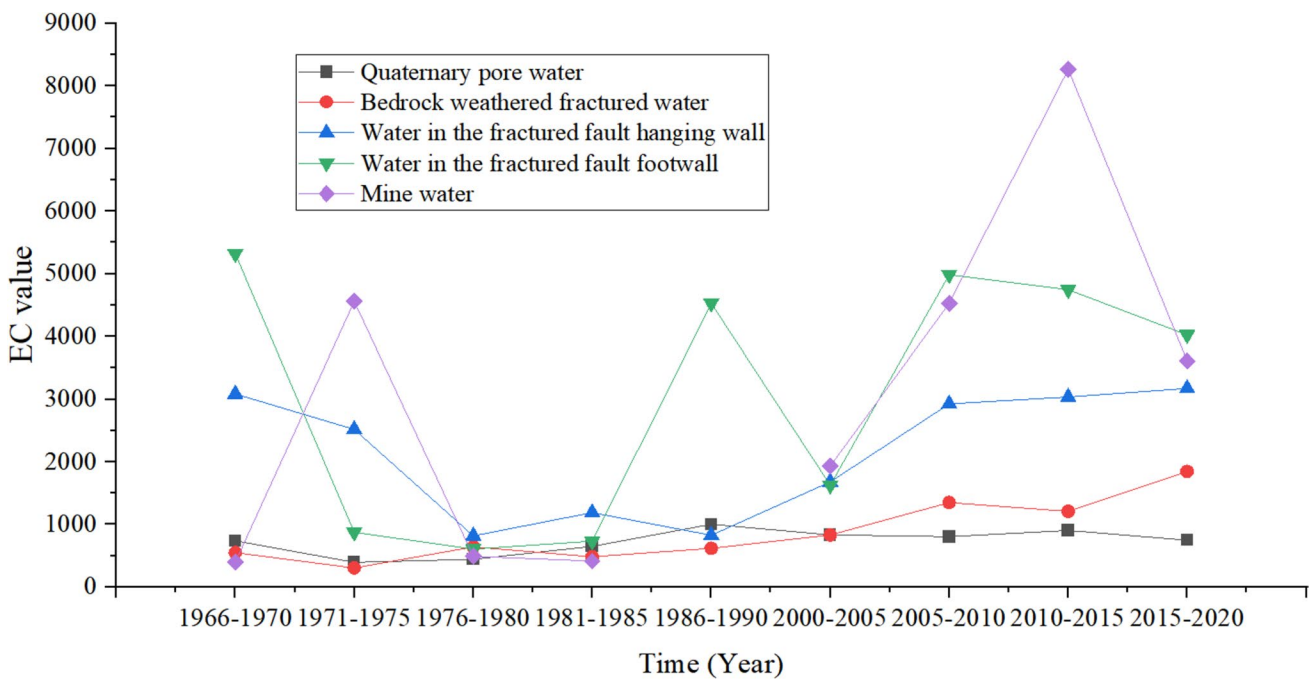 9000
8000
7000
6000
5000
4000
3000
2000
1000
0
EC value
Quaternary pore water
Bedrock weathered fractured water
Water in the fractured fault hanging wall
Water in the fractured fault footwall
Mine water
1966-1970 1971-1975 1976-1980 1981-1985 1986-1990 2000-2005 2005-2010 2010-2015 2015-2020
Time (Year)